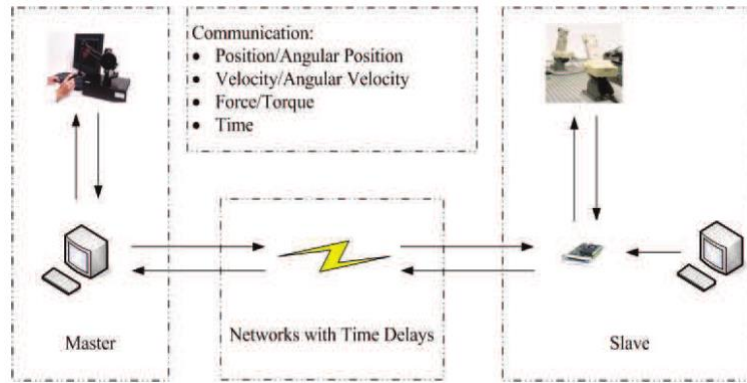 Communication:
• Position/Angular Position
• Velocity/Angular Velocity
• Force/Torque
• Time
Networks with Time Delays
Master
Slave